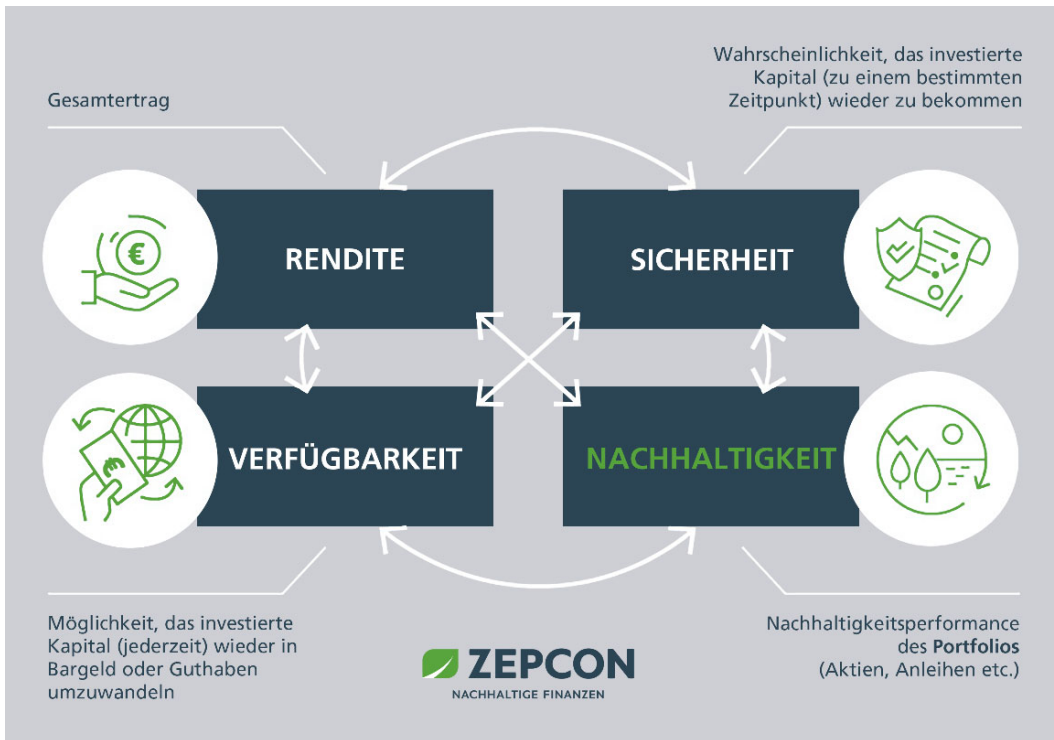 Gesamtertrag
Wahrscheinlichkeit, das investierte
Kapital (zu einem bestimmten
Zeitpunkt) wieder zu bekommen
€
RENDITE
SICHERHEIT
€
VERFÜGBARKEIT
NACHHALTIGKEIT
Möglichkeit, das investierte
Kapital (jederzeit) wieder in
Bargeld oder Guthaben
umzuwandeln
Nachhaltigkeitsperformance
des Portfolios
(Aktien, Anleihen etc.)
ZEPCON
NACHHALTIGE FINANZEN